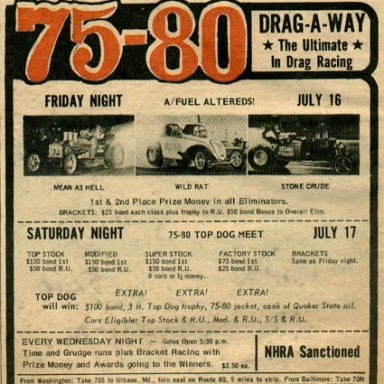 75-80
DRAG-A-WAY
★ The Ultimate ★
In Drag Racing
FRIDAY NIGHT A/FUEL ALTEREDS! JULY 16
MEAN AS HELL WILD RAT STONE CRUDE
1st & 2nd Place Prize Money in all Eliminators.
BRACKETS: $25 bond each class plus trophy to R.U. $50 bond Bonus to Overall Elim.
SATURDAY NIGHT 75-80 TOP DOG MEET JULY 17
TOP STOCK MODIFIED SUPER STOCK FACTORY STOCK BRACKETS
$150 bond 1st $150 bond 1st $150 bond 1st $75 bond 1st Same as Friday night.
$50 bond R.U. $50 bond R.U. $50 bond R.U. $25 bond R.U.
8 cars or ½ money.
EXTRA! EXTRA! EXTRA!
TOP DOG
will win: $100 bond, 3 ft. Top Dog trophy, 75-80 jacket, case of Quaker State oil.
Cars Eligible: Top Stock & R.U., Mod. & R.U., S/S & R.U.
EVERY WEDNESDAY NIGHT – Gates Open 5:30 p.m.
Time and Grudge runs plus Bracket Racing with
Prize Money and Awards going to the Winners. $2.50 ea.
NHRA Sanctioned
From Washington: Take 70S to Urbana, Md., turn east on Route 80, 5 miles to strip. From Baltimore: Take 70N